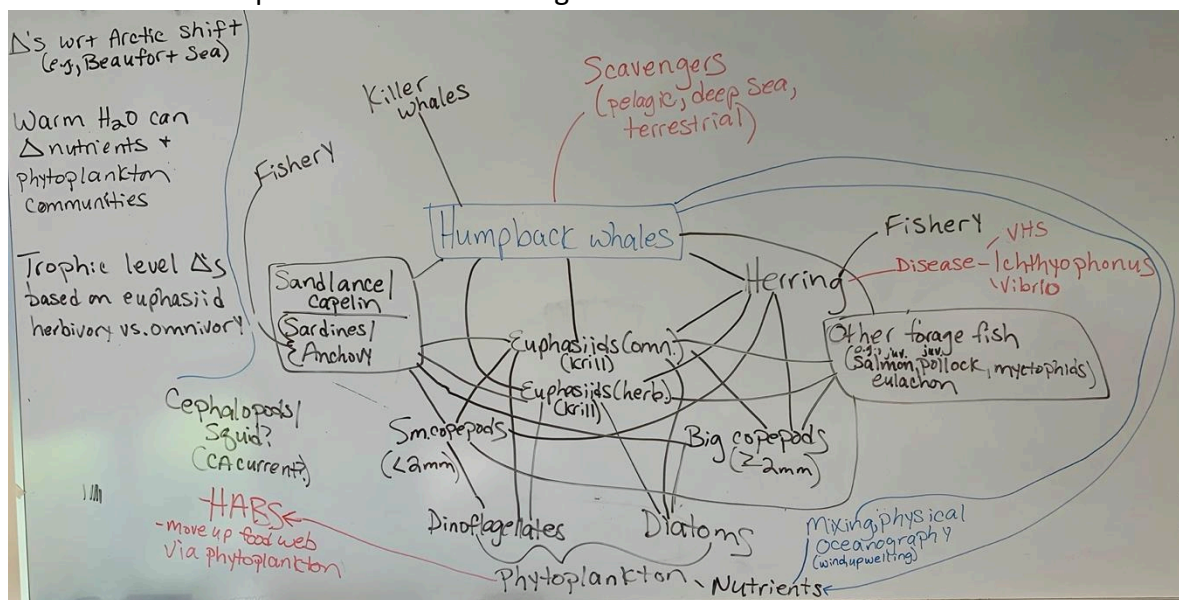 Δ's wrt Arctic shift
(e.g., Beaufort Sea)
Warm H₂O can
Δ nutrients +
phytoplankton
communities
Trophic level Δs
based on euphasiid
herbivory vs. omnivory
Killer
whales
Scavengers
(pelagic, deep sea,
terrestrial)
Fishery
Humpback whales
Fishery
VHS
Disease - Ichthyophonus
Vibrio
Herring
Sandlance/
capelin
Sardines/
Anchovy
Euphasiids (omn.)
(krill)
Euphasiids (herb.)
(krill)
Other forage fish
(e.g., juv. salmon, juv. pollock, myctophids)
eulachon
Cephalopods/
Squid?
(CA current?)
Sm. copepods
(<2mm)
Big copepods
(≥2mm)
HABS
- move up food web
via phytoplankton
Dinoflagellates
Diatoms
Phytoplankton
Nutrients
Mixing, physical
oceanography
(wind, upwelling)